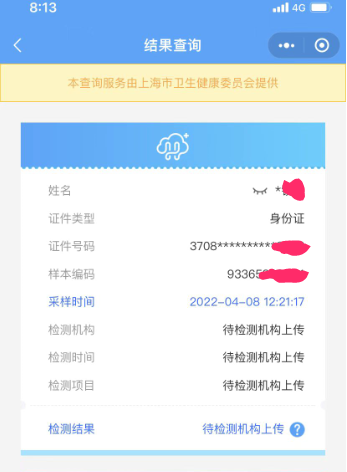 8:13
4G
结果查询
本查询服务由上海市卫生健康委员会提供
姓名 *
证件类型 身份证
证件号码 3708***********
样本编码 9336
采样时间 2022-04-08 12:21:17
检测机构 待检测机构上传
检测时间 待检测机构上传
检测项目 待检测机构上传
检测结果 待检测机构上传 ?